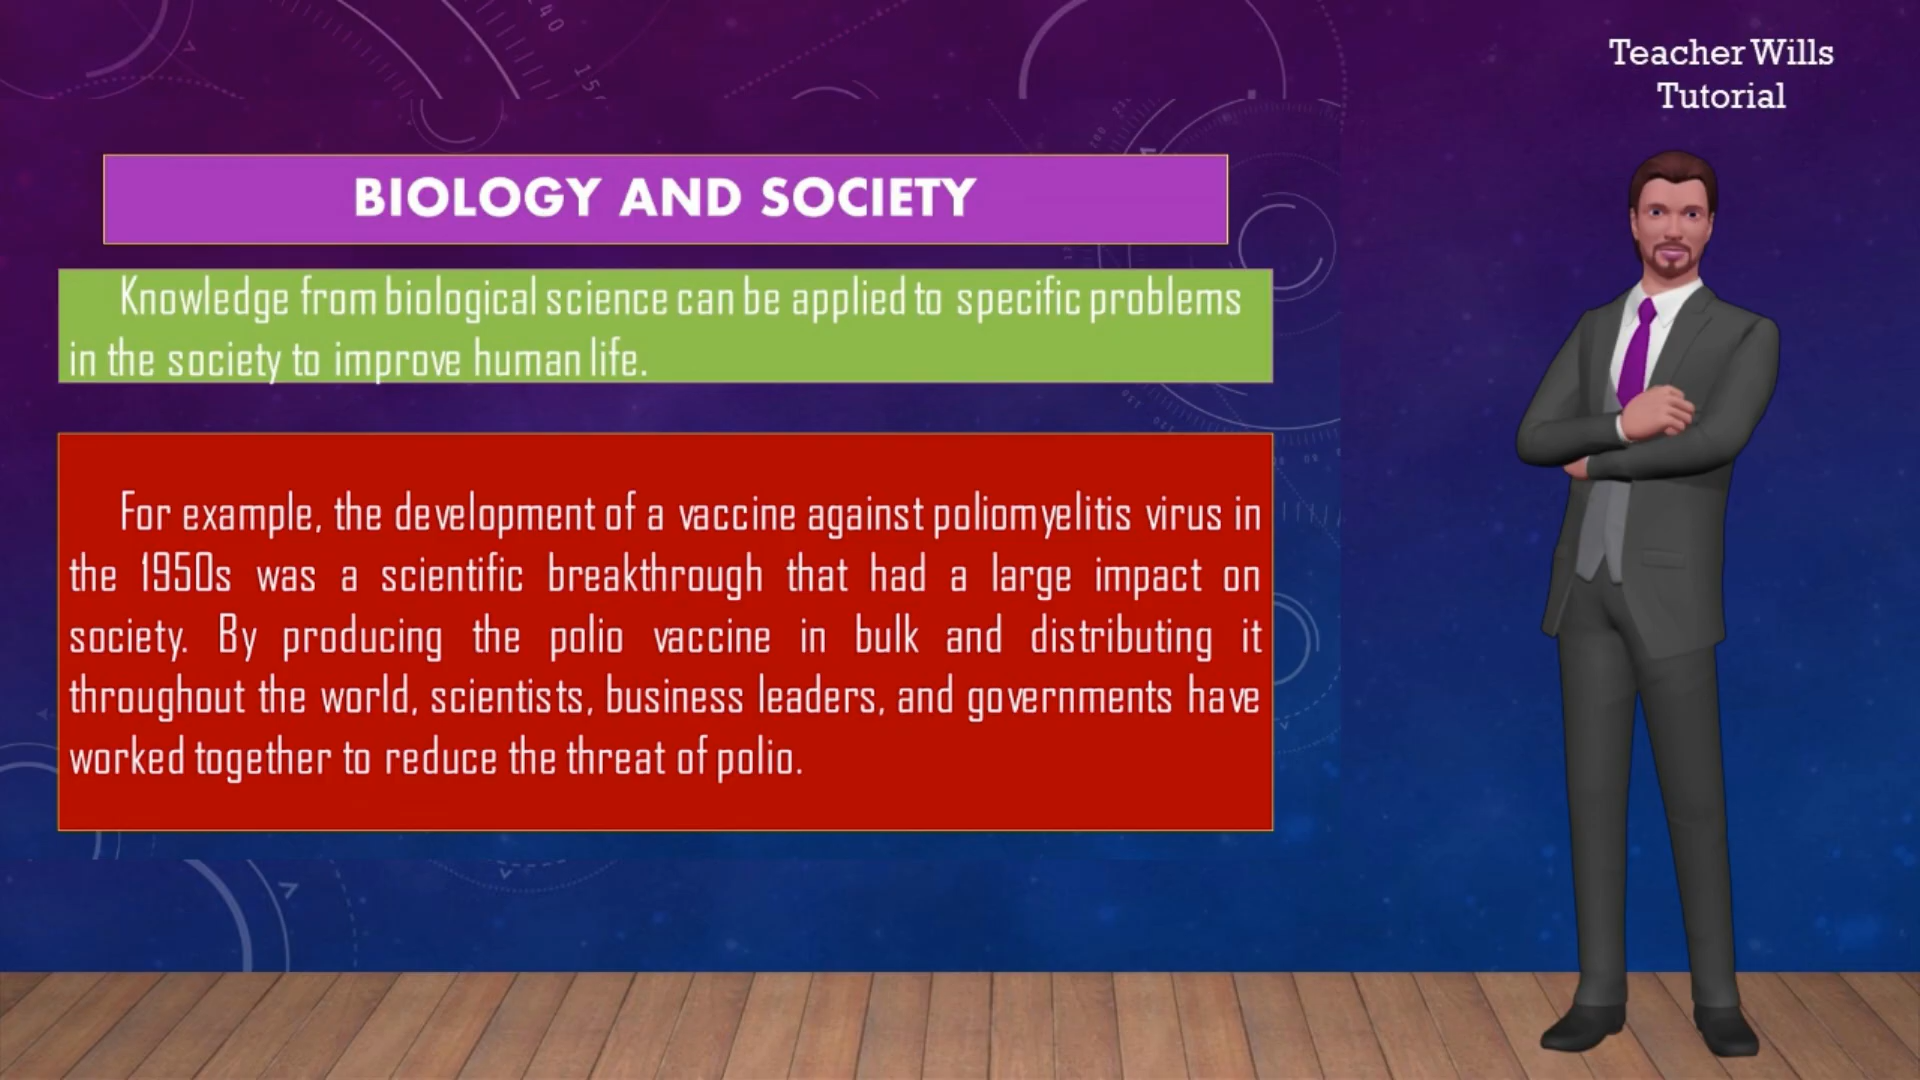 Teacher Wills
Tutorial
BIOLOGY AND SOCIETY
Knowledge from biological science can be applied to specific problems
in the society to improve human life.
For example, the development of a vaccine against poliomyelitis virus in
the 1950s was a scientific breakthrough that had a large impact on
society. By producing the polio vaccine in bulk and distributing it
throughout the world, scientists, business leaders, and governments have
worked together to reduce the threat of polio.